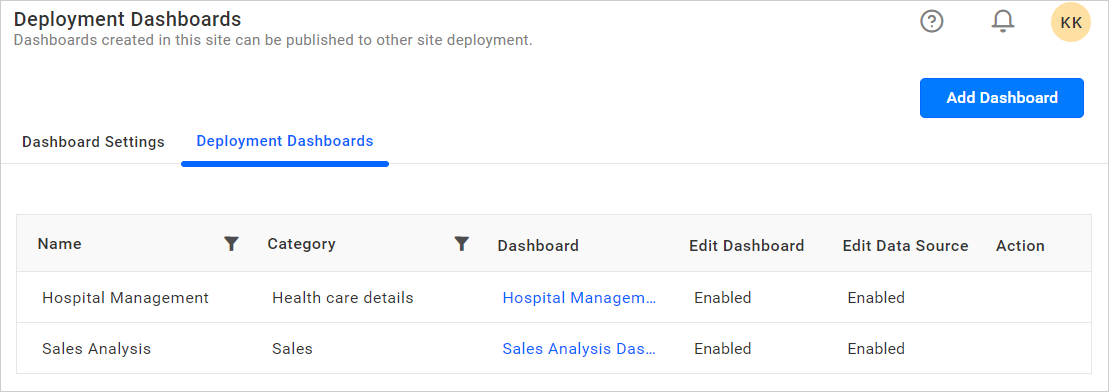 Deployment Dashboards
Dashboards created in this site can be published to other site deployment.
KK
Add Dashboard
Dashboard Settings Deployment Dashboards
Name Category Dashboard Edit Dashboard Edit Data Source Action
Hospital Management Health care details Hospital Managem... Enabled Enabled
Sales Analysis Sales Sales Analysis Das... Enabled Enabled